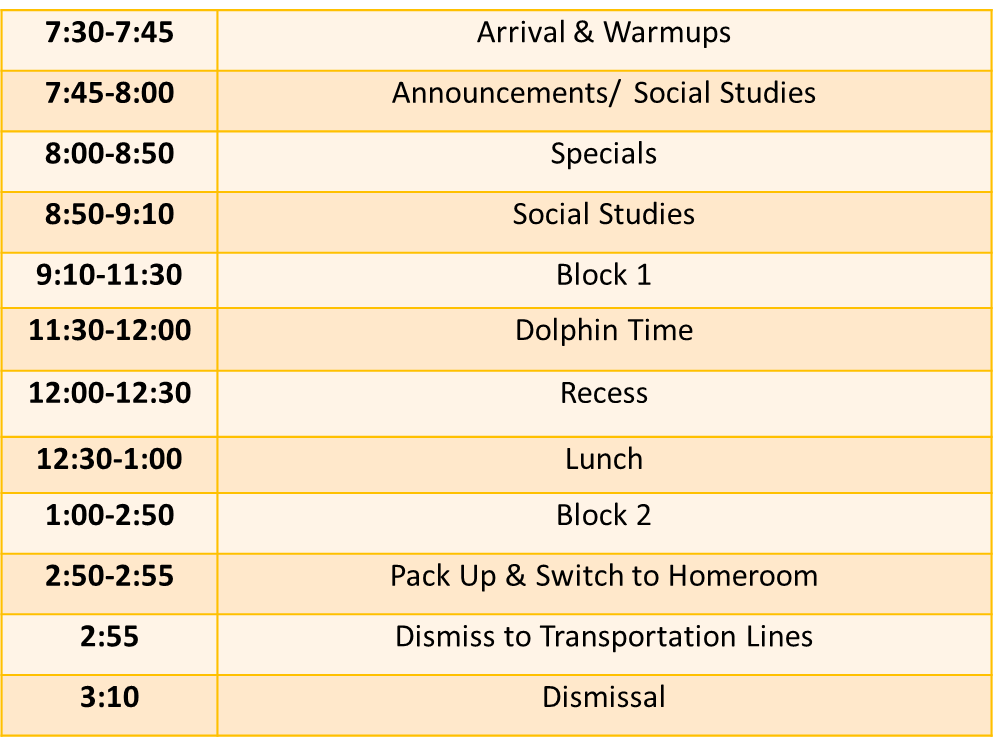 7:30-7:45 Arrival & Warmups
7:45-8:00 Announcements/ Social Studies
8:00-8:50 Specials
8:50-9:10 Social Studies
9:10-11:30 Block 1
11:30-12:00 Dolphin Time
12:00-12:30 Recess
12:30-1:00 Lunch
1:00-2:50 Block 2
2:50-2:55 Pack Up & Switch to Homeroom
2:55 Dismiss to Transportation Lines
3:10 Dismissal